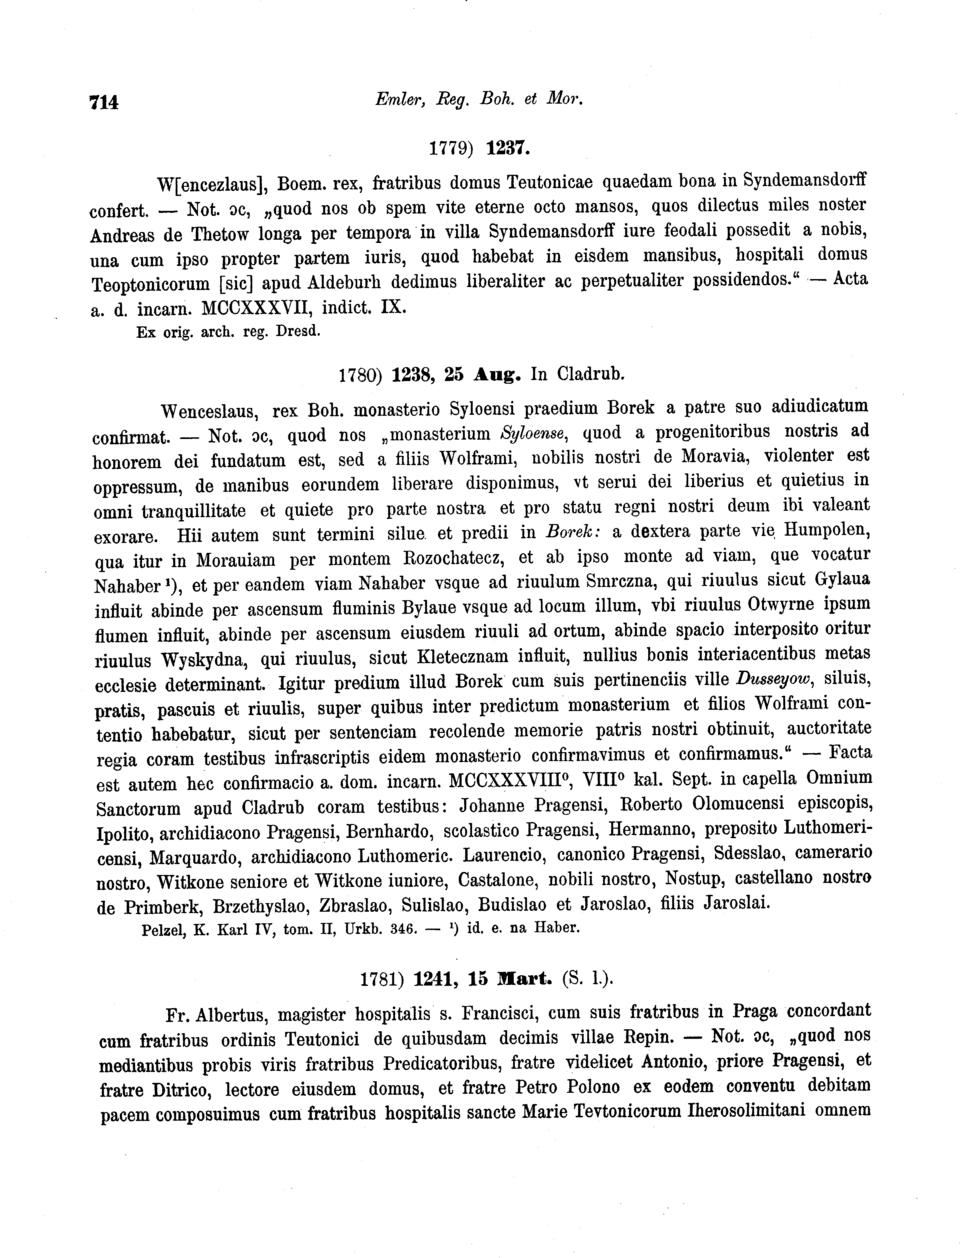 714
Emler, Reg. Boh. et Mor.
1779) 1237.
W[encezlaus], Boem. rex, fratribus domus Teutonicae quaedam bona in Syndemansdorff
confert. — Not. ɔc, „quod nos ob spem vite eterne octo mansos, quos dilectus miles noster
Andreas de Thetow longa per tempora in villa Syndemansdorff iure feodali possedit a nobis,
una cum ipso propter partem iuris, quod habebat in eisdem mansibus, hospitali domus
Teoptonicorum [sic] apud Aldeburh dedimus liberaliter ac perpetualiter possidendos.“ — Acta
a. d. incarn. MCCXXXVII, indict. IX.
Ex orig. arch. reg. Dresd.
1780) 1238, 25 Aug. In Cladrub.
Wenceslaus, rex Boh. monasterio Syloensi praedium Borek a patre suo adiudicatum
confirmat. — Not. ɔc, quod nos „monasterium Syloense, quod a progenitoribus nostris ad
honorem dei fundatum est, sed a filiis Wolframi, nobilis nostri de Moravia, violenter est
oppressum, de manibus eorundem liberare disponimus, vt serui dei liberius et quietius in
omni tranquillitate et quiete pro parte nostra et pro statu regni nostri deum ibi valeant
exorare. Hii autem sunt termini silue et predii in Borek: a dextera parte vie Humpolen,
qua itur in Morauiam per montem Rozochatecz, et ab ipso monte ad viam, que vocatur
Nahaber ¹), et per eandem viam Nahaber vsque ad riuulum Smrczna, qui riuulus sicut Gylaua
influit abinde per ascensum fluminis Bylaue vsque ad locum illum, vbi riuulus Otwyrne ipsum
flumen influit, abinde per ascensum eiusdem riuuli ad ortum, abinde spacio interposito oritur
riuulus Wyskydna, qui riuulus, sicut Kletecznam influit, nullius bonis interiacentibus metas
ecclesie determinant. Igitur predium illud Borek cum suis pertinenciis ville Dusseyow, siluis,
pratis, pascuis et riuulis, super quibus inter predictum monasterium et filios Wolframi con-
tentio habebatur, sicut per sentenciam recolende memorie patris nostri obtinuit, auctoritate
regia coram testibus infrascriptis eidem monasterio confirmavimus et confirmamus.“ — Facta
est autem hec confirmacio a. dom. incarn. MCCXXXVIII⁰, VIII⁰ kal. Sept. in capella Omnium
Sanctorum apud Cladrub coram testibus: Johanne Pragensi, Roberto Olomucensi episcopis,
Ipolito, archidiacono Pragensi, Bernhardo, scolastico Pragensi, Hermanno, preposito Luthomeri-
censi, Marquardo, archidiacono Luthomeric. Laurencio, canonico Pragensi, Sdesslao, camerario
nostro, Witkone seniore et Witkone iuniore, Castalone, nobili nostro, Nostup, castellano nostro
de Primberk, Brzethyslao, Zbraslao, Sulislao, Budislao et Jaroslao, filiis Jaroslai.
Pelzel, K. Karl IV, tom. II, Urkb. 346. — ¹) id. e. na Haber.
1781) 1241, 15 Mart. (S. l.).
Fr. Albertus, magister hospitalis s. Francisci, cum suis fratribus in Praga concordant
cum fratribus ordinis Teutonici de quibusdam decimis villae Repin. — Not. ɔc, „quod nos
mediantibus probis viris fratribus Predicatoribus, fratre videlicet Antonio, priore Pragensi, et
fratre Ditrico, lectore eiusdem domus, et fratre Petro Polono ex eodem conventu debitam
pacem composuimus cum fratribus hospitalis sancte Marie Tevtonicorum Iherosolimitani omnem